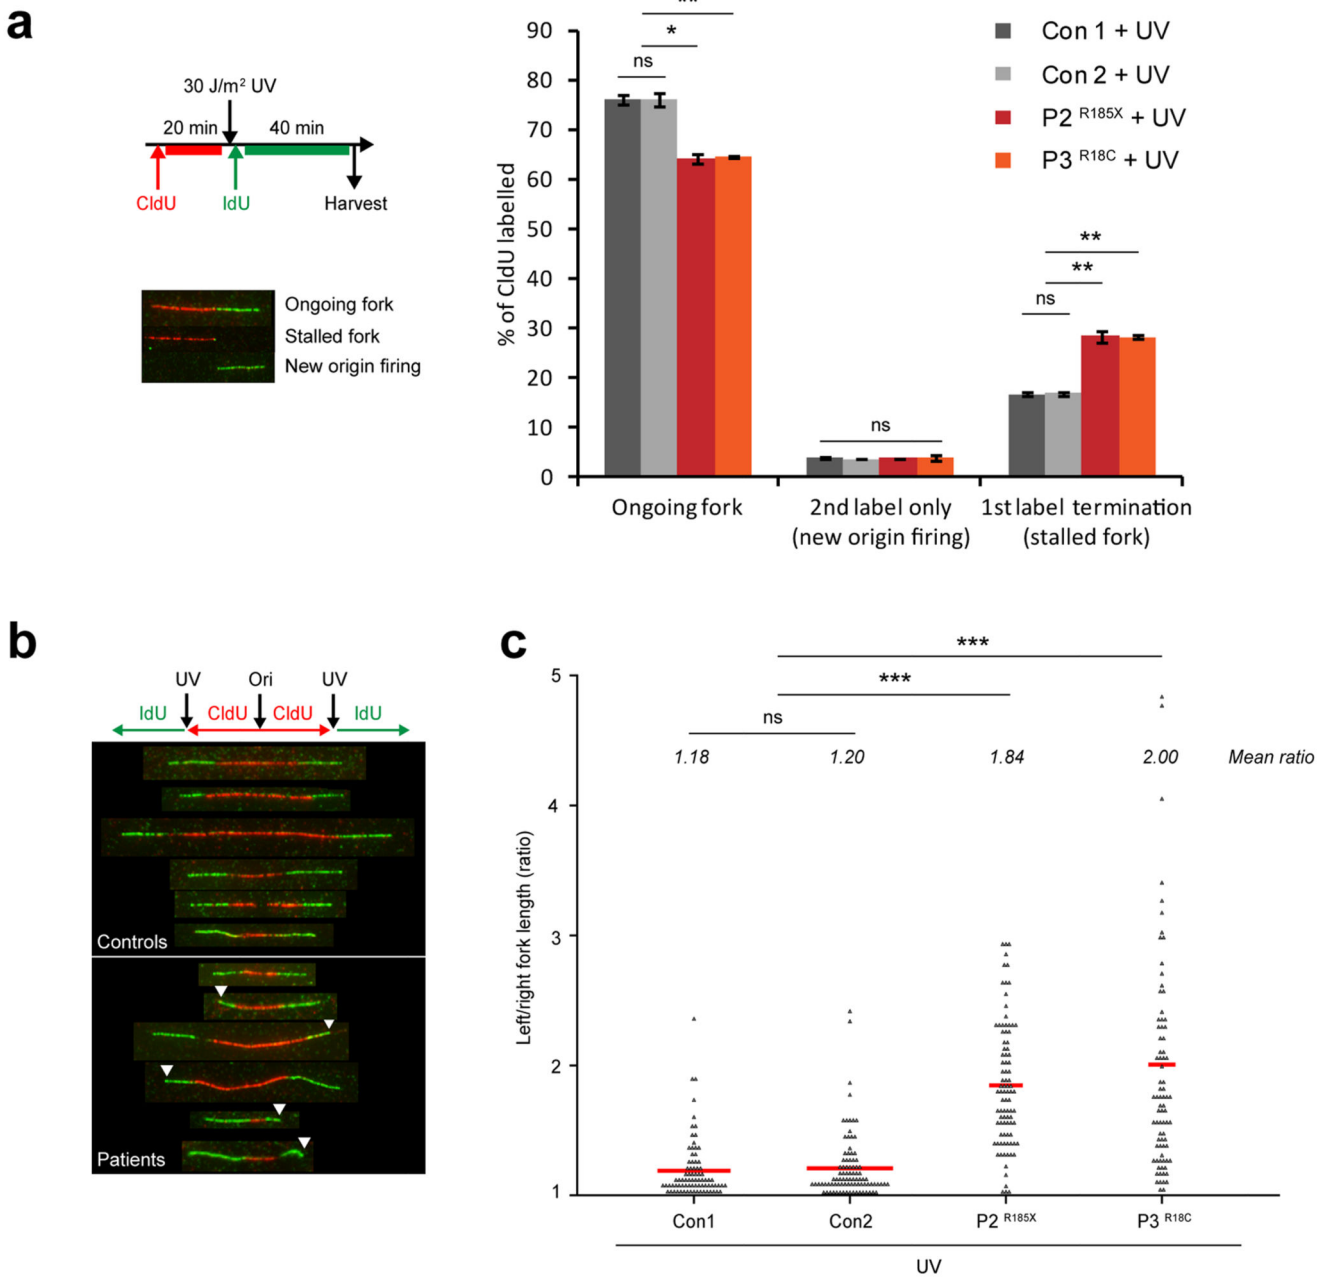 a
30 J/m² UV
20 min
40 min
CldU
IdU
Harvest
Ongoing fork
Stalled fork
New origin firing
% of CldU labelled
90
80
70
60
50
40
30
20
10
0
**
*
ns
ns
**
**
ns
Con 1 + UV
Con 2 + UV
P2 R185X + UV
P3 R18C + UV
Ongoing fork
2nd label only
(new origin firing)
1st label termination
(stalled fork)
b
UV
Ori
UV
IdU
CldU
CldU
IdU
Controls
Patients
c
***
***
ns
1.18
1.20
1.84
2.00
Mean ratio
Left/right fork length (ratio)
5
4
3
2
1
Con1
Con2
P2 R185X
P3 R18C
UV